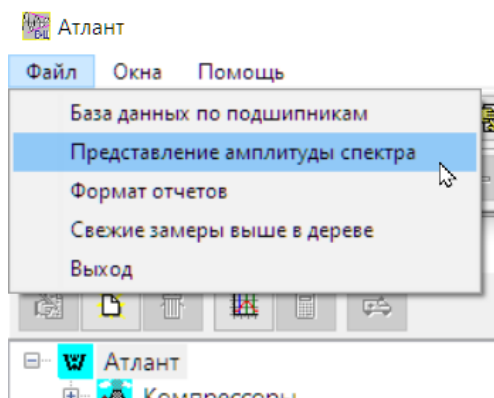 Атлант
Файл Окна Помощь
База данных по подшипникам
Представление амплитуды спектра
Формат отчетов
Свежие замеры выше в дереве
Выход
Атлант
Компрессоры